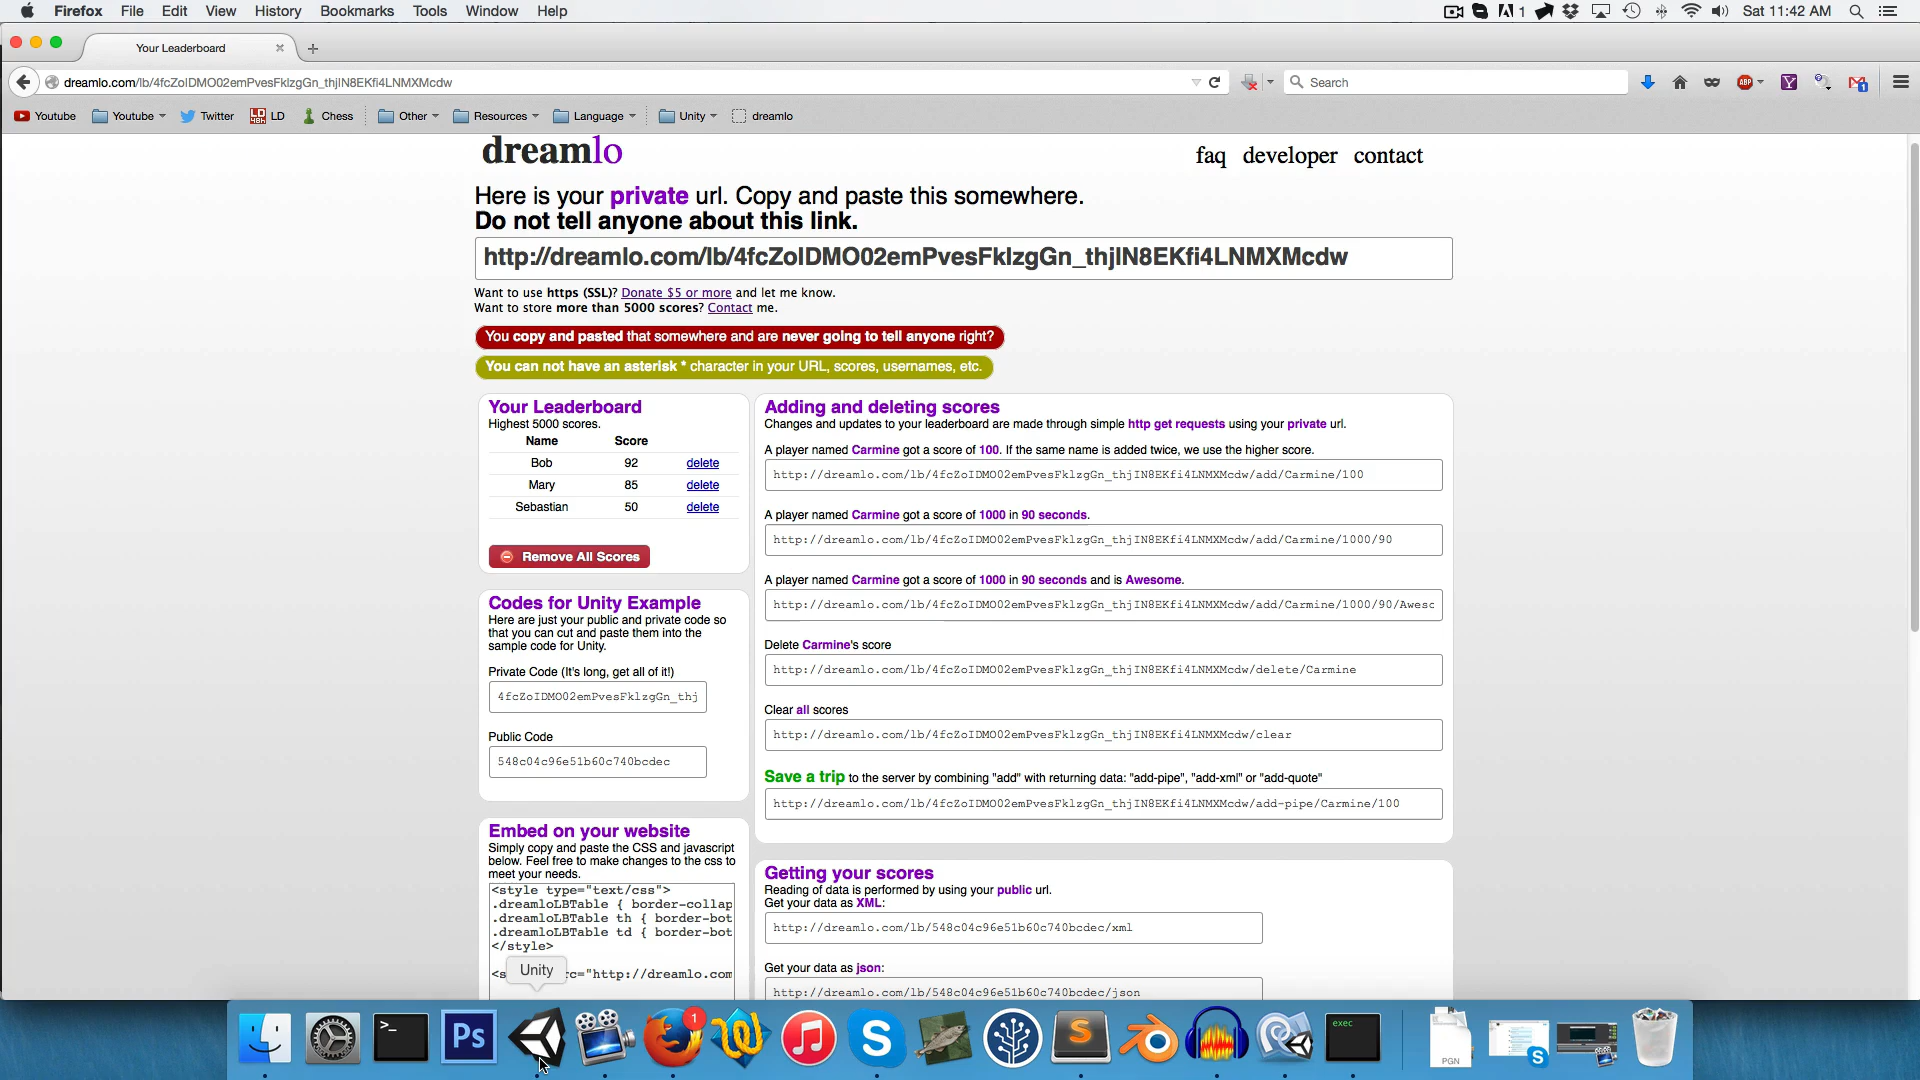 Firefox File Edit View History Bookmarks Tools Window Help
1 Sat 11:42 AM
Your Leaderboard
dreamlo.com/lb/4fcZoIDMO02emPvesFklzgGn_thjIN8EKfi4LNMXMcdw
Search
ABP
1
Youtube Youtube Twitter LD Chess Other Resources Language Unity dreamlo
dreamlo
faq developer contact
Here is your private url. Copy and paste this somewhere.
Do not tell anyone about this link.
http://dreamlo.com/lb/4fcZoIDMO02emPvesFklzgGn_thjIN8EKfi4LNMXMcdw
Want to use https (SSL)? Donate $5 or more and let me know.
Want to store more than 5000 scores? Contact me.
You copy and pasted that somewhere and are never going to tell anyone right?
You can not have an asterisk * character in your URL, scores, usernames, etc.
Your Leaderboard
Highest 5000 scores.
Name Score
Bob 92 delete
Mary 85 delete
Sebastian 50 delete
Remove All Scores
Codes for Unity Example
Here are just your public and private code so
that you can cut and paste them into the
sample code for Unity.
Private Code (It's long, get all of it!)
4fcZoIDMO02emPvesFklzgGn_thj
Public Code
548c04c96e51b60c740bcdec
Embed on your website
Simply copy and paste the CSS and javascript
below. Feel free to make changes to the css to
meet your needs.
<style type="text/css">
.dreamloLBTable { border-collap
.dreamloLBTable th { border-bot
.dreamloLBTable td { border-bot
</style>
<s rc="http://dreamlo.com
Unity
Adding and deleting scores
Changes and updates to your leaderboard are made through simple http get requests using your private url.
A player named Carmine got a score of 100. If the same name is added twice, we use the higher score.
http://dreamlo.com/lb/4fcZoIDMO02emPvesFklzgGn_thjIN8EKfi4LNMXMcdw/add/Carmine/100
A player named Carmine got a score of 1000 in 90 seconds.
http://dreamlo.com/lb/4fcZoIDMO02emPvesFklzgGn_thjIN8EKfi4LNMXMcdw/add/Carmine/1000/90
A player named Carmine got a score of 1000 in 90 seconds and is Awesome.
http://dreamlo.com/lb/4fcZoIDMO02emPvesFklzgGn_thjIN8EKfi4LNMXMcdw/add/Carmine/1000/90/Awesc
Delete Carmine's score
http://dreamlo.com/lb/4fcZoIDMO02emPvesFklzgGn_thjIN8EKfi4LNMXMcdw/delete/Carmine
Clear all scores
http://dreamlo.com/lb/4fcZoIDMO02emPvesFklzgGn_thjIN8EKfi4LNMXMcdw/clear
Save a trip to the server by combining "add" with returning data: "add-pipe", "add-xml" or "add-quote"
http://dreamlo.com/lb/4fcZoIDMO02emPvesFklzgGn_thjIN8EKfi4LNMXMcdw/add-pipe/Carmine/100
Getting your scores
Reading of data is performed by using your public url.
Get your data as XML:
http://dreamlo.com/lb/548c04c96e51b60c740bcdec/xml
Get your data as json:
http://dreamlo.com/lb/548c04c96e51b60c740bcdec/json
Ps
1
S
S
exec
PGN
S